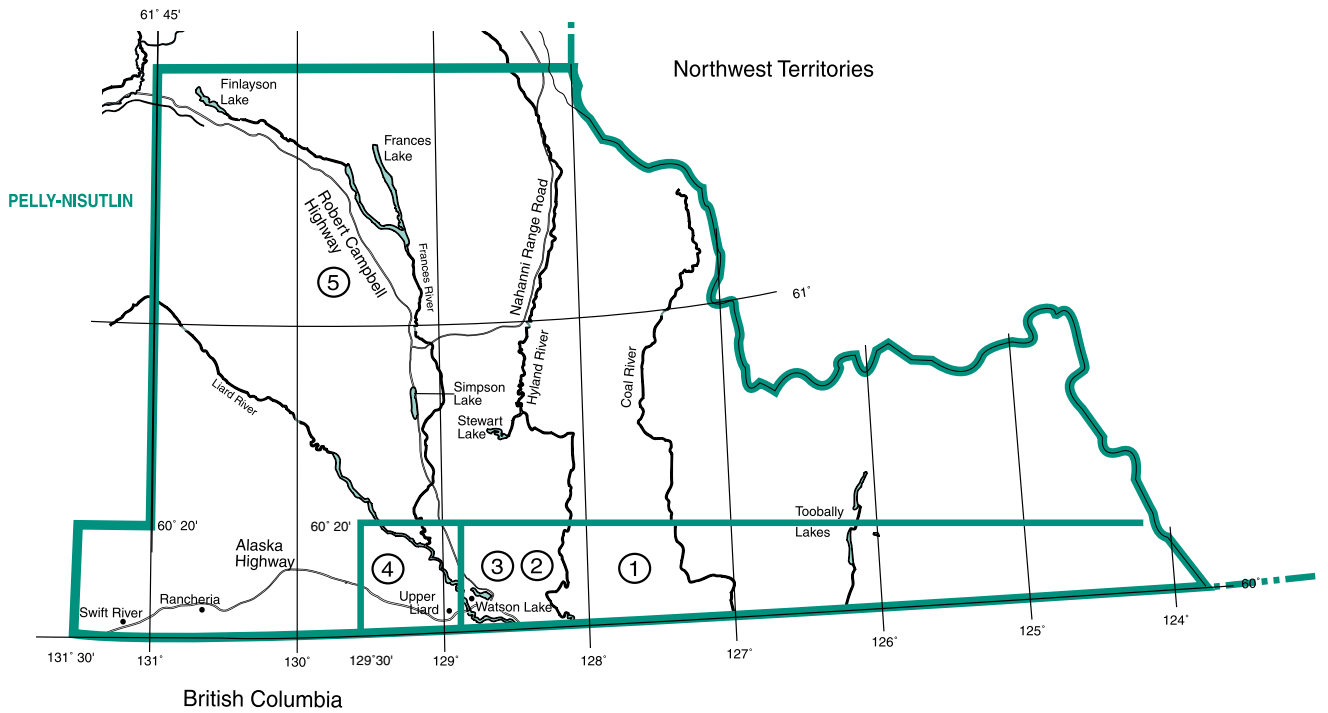 61˚ 45'
Northwest Territories
Finlayson
Lake
Frances
Lake
PELLY-NISUTLIN
Robert Campbell
Highway
Frances River
Nahanni Range Road
5
61˚
Liard River
Simpson
Lake
Hyland River
Coal River
Stewart
Lake
60˚ 20'
60˚ 20'
Toobally
Lakes
Alaska
Highway
4
3
2
1
60˚
Rancheria
Swift River
Upper
Liard
Watson Lake
131˚ 30'
131˚
130˚
129˚30'
129˚
128˚
127˚
126˚
125˚
124˚
British Columbia